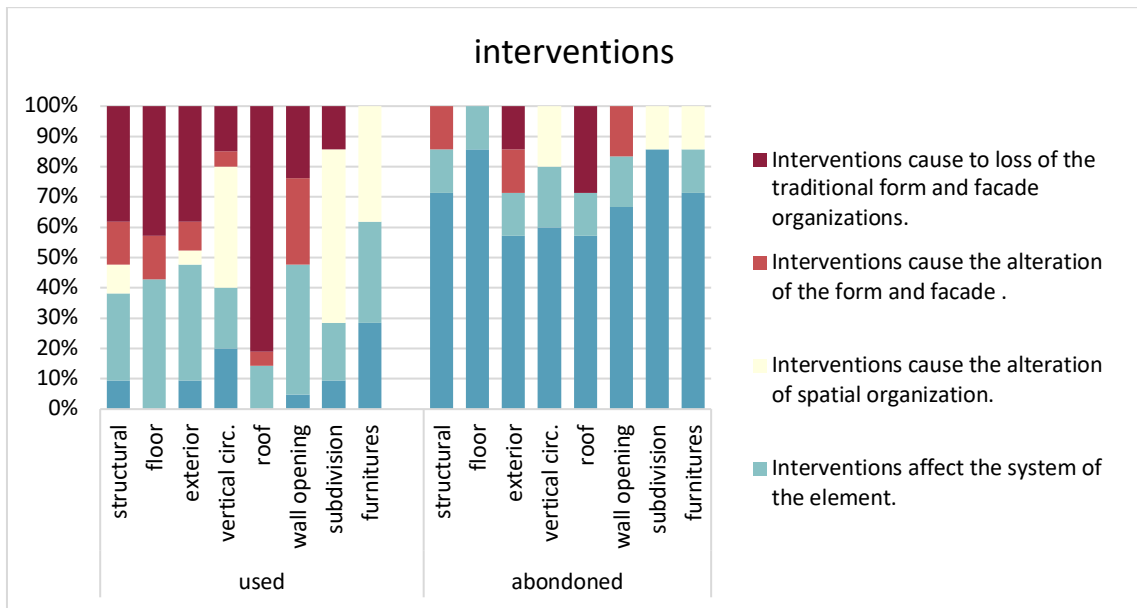 interventions
100%
90%
80%
70%
60%
50%
40%
30%
20%
10%
0%
structural
floor
exterior
vertical circ.
roof
wall opening
subdivision
furnitures
structural
floor
exterior
vertical circ.
roof
wall opening
subdivision
furnitures
used
abondoned
Interventions cause to loss of the
traditional form and facade
organizations.
Interventions cause the alteration
of the form and facade .
Interventions cause the alteration
of spatial organization.
Interventions affect the system of
the element.